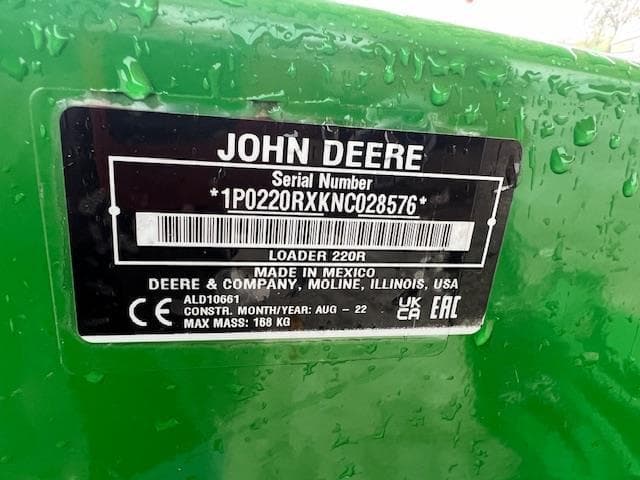 JOHN DEERE
Serial Number
*1P0220RXKNC028576*
LOADER 220R
MADE IN MEXICO
DEERE & COMPANY, MOLINE, ILLINOIS, USA
ALD10661
CE CONSTR. MONTH/YEAR: AUG - 22 UK CA EAC
MAX MASS: 168 KG